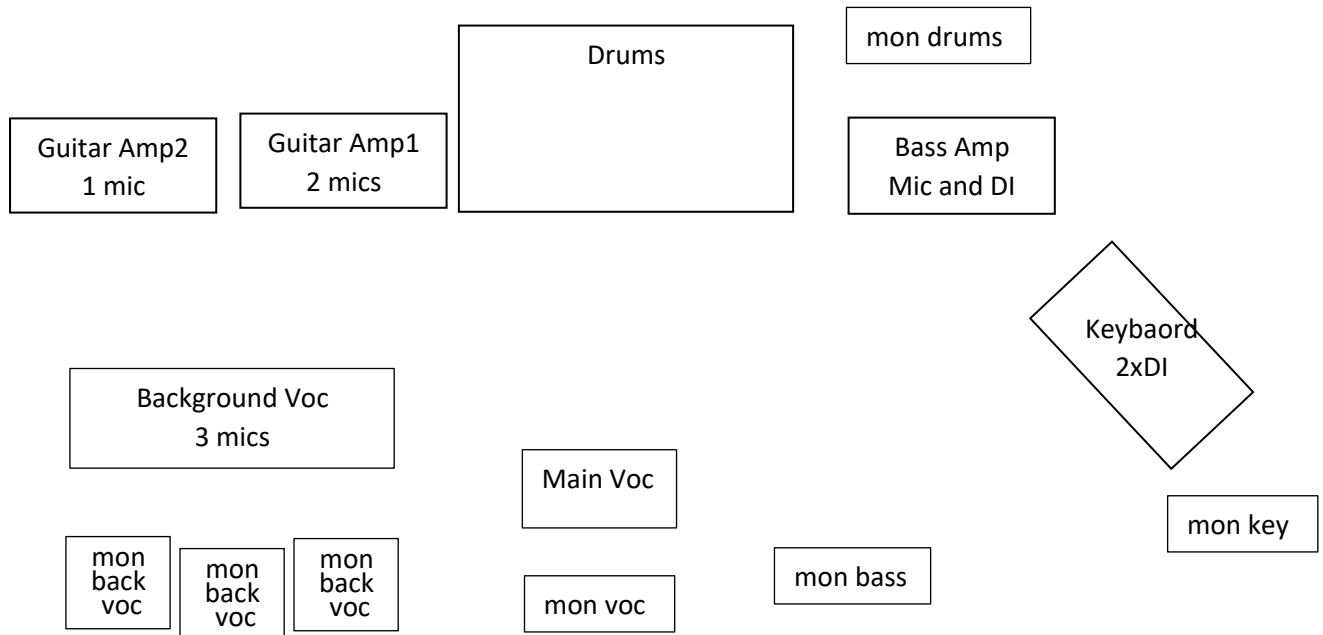 mon drums
Drums
Guitar Amp2
1 mic
Guitar Amp1
2 mics
Bass Amp
Mic and DI
Keybaord
2xDI
Background Voc
3 mics
Main Voc
mon key
mon
back
voc
mon
back
voc
mon
back
voc
mon voc
mon bass